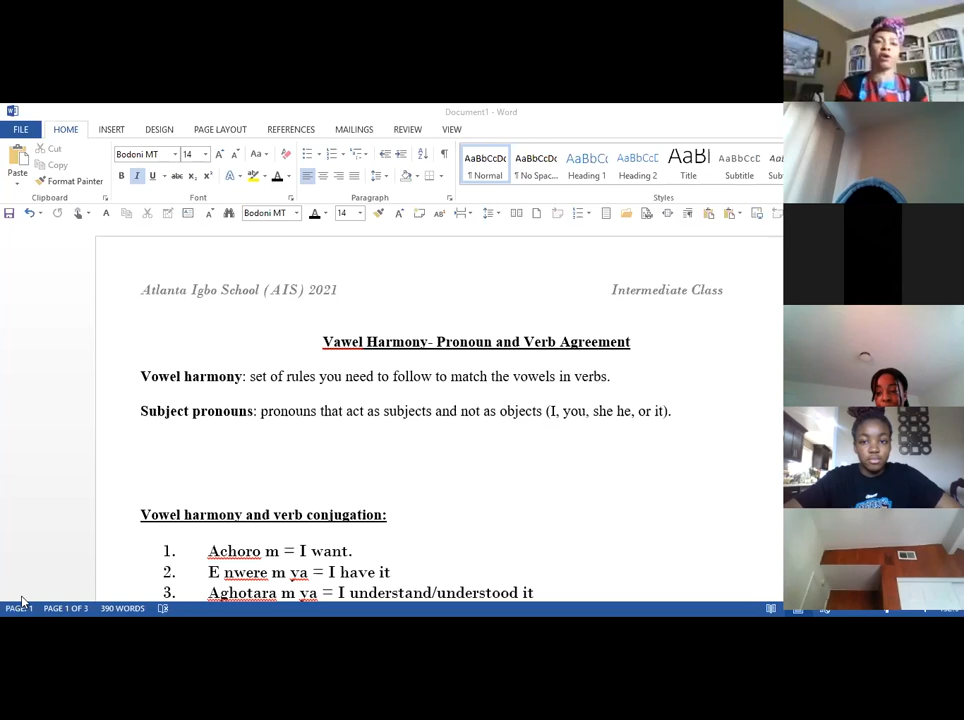 Document1 - Word
FILE HOME INSERT DESIGN PAGE LAYOUT REFERENCES MAILINGS REVIEW VIEW
Cut
Copy
Format Painter
Paste
Bodoni MT 14
AaBbCcDc AaBbCcDc AaBbCc AaBbCcD AaBl AaBbCcD Aa
¶ Normal ¶ No Spac... Heading 1 Heading 2 Title Subtitle
Clipboard Font Paragraph Styles
Bodoni MT 14
Atlanta Igbo School (AIS) 2021 Intermediate Class
Vawel Harmony- Pronoun and Verb Agreement
Vowel harmony: set of rules you need to follow to match the vowels in verbs.
Subject pronouns: pronouns that act as subjects and not as objects (I, you, she he, or it).
Vowel harmony and verb conjugation:
1. Achoro m = I want.
2. E nwere m ya = I have it
3. Aghotara m ya = I understand/understood it
PAGE 1 PAGE 1 OF 3 390 WORDS